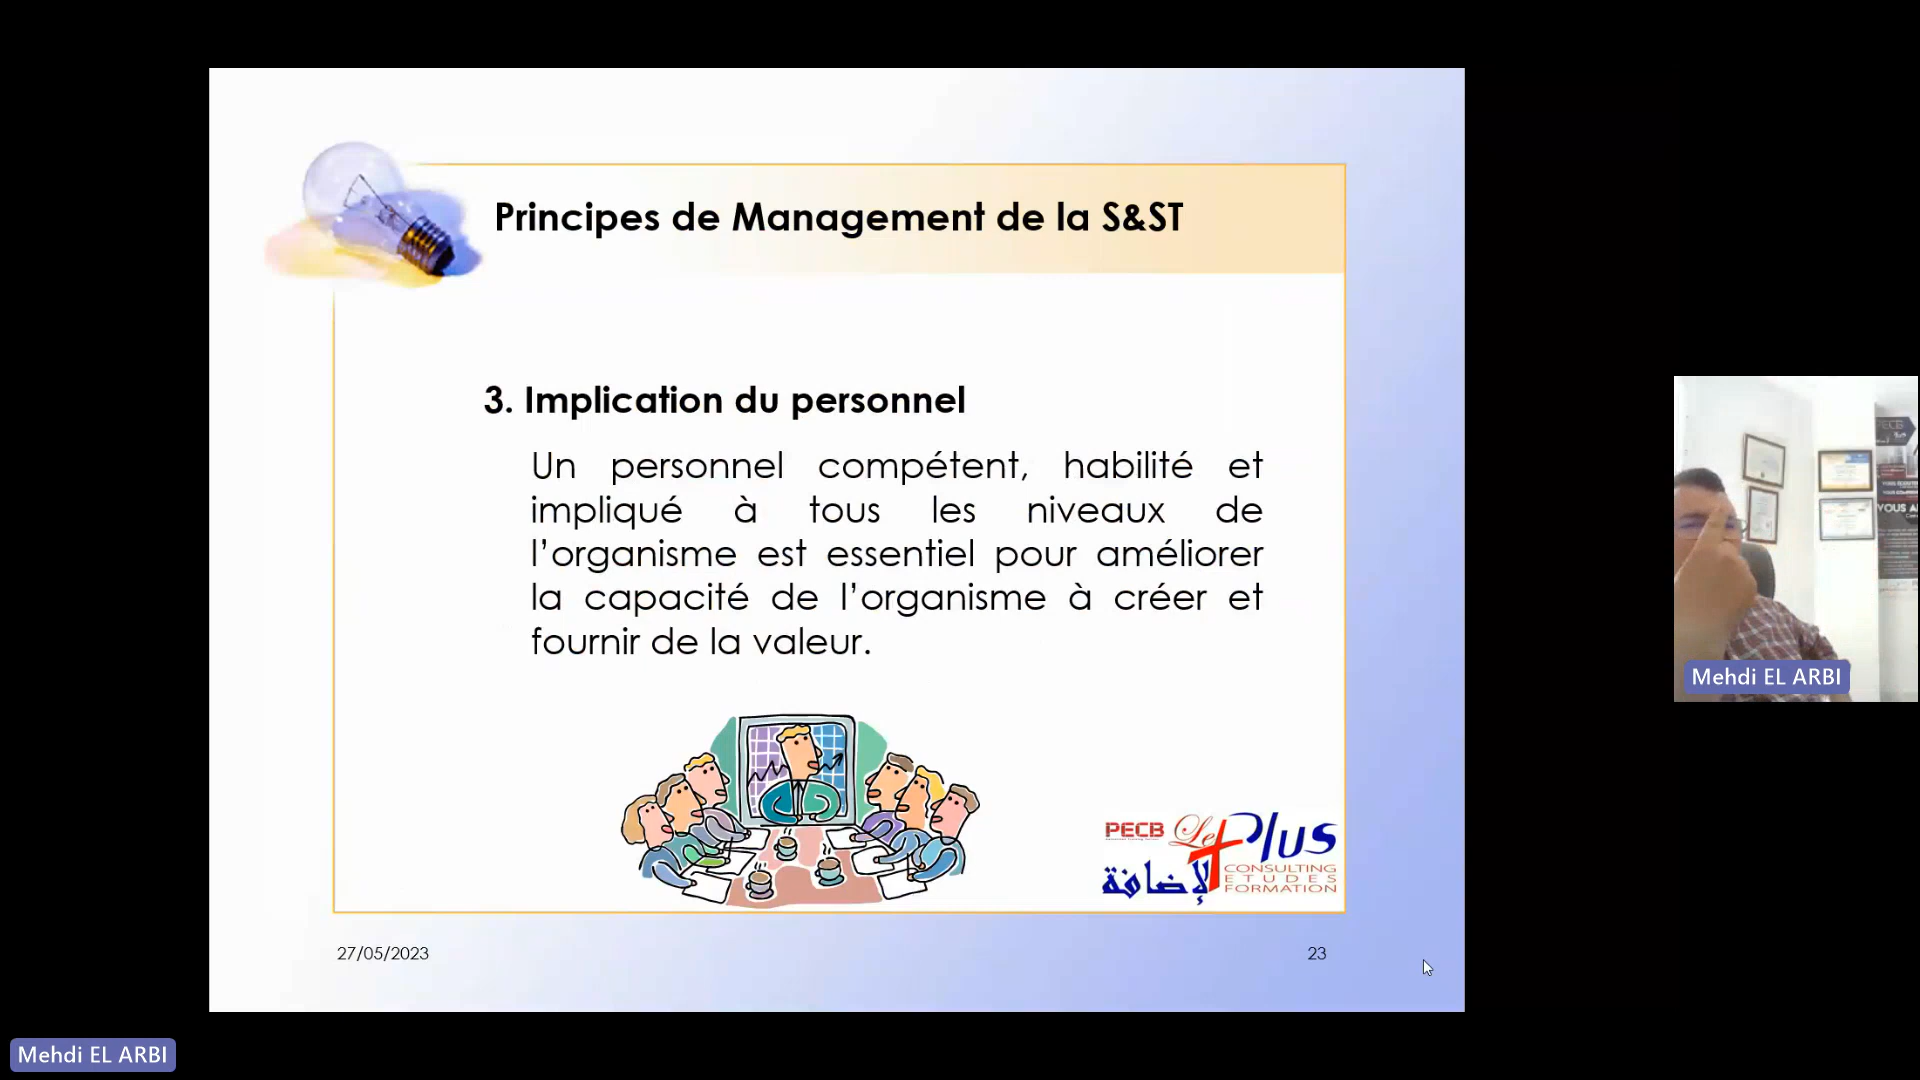 Principes de Management de la S&ST
3. Implication du personnel
Un personnel compétent, habilité et
impliqué à tous les niveaux de
l’organisme est essentiel pour améliorer
la capacité de l’organisme à créer et
fournir de la valeur.
PECB Le Plus
الإضافة
CONSULTING
ETUDES
FORMATION
27/05/2023
23
Mehdi EL ARBI
Mehdi EL ARBI